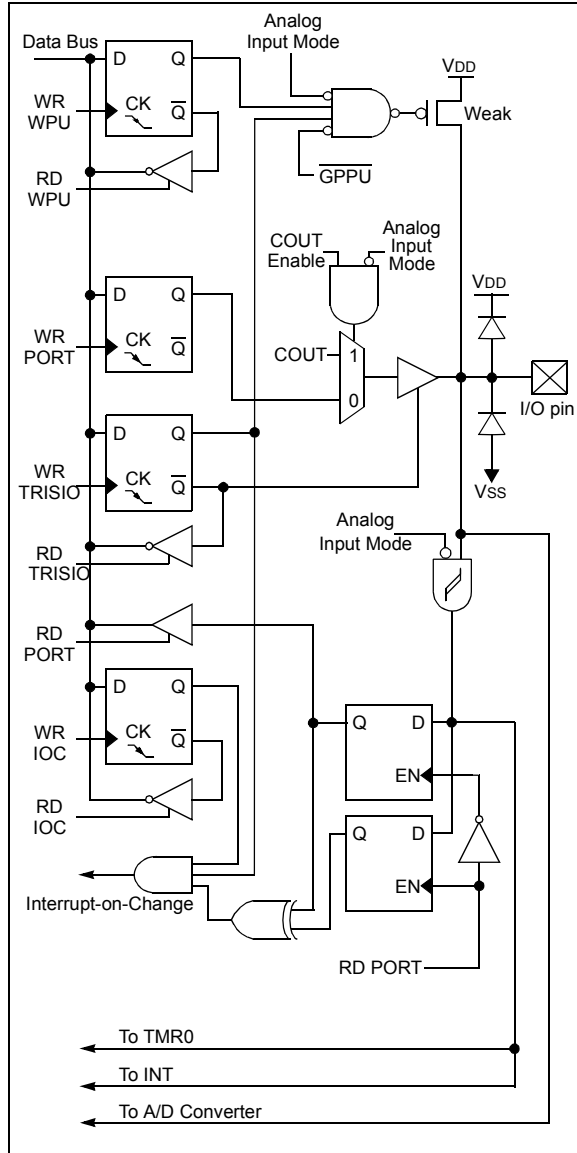 Analog
Input Mode
Data Bus
D Q
VDD
WR
WPU
CK
Q
Weak
RD
WPU
GPPU
COUT
Enable
Analog
Input
Mode
D Q
VDD
WR
PORT
CK
Q
COUT
1
0
I/O pin
D Q
WR
TRISIO
CK
Q
VSS
Analog
Input Mode
RD
TRISIO
RD
PORT
D Q
Q D
WR
IOC
CK
Q
EN
RD
IOC
Q D
EN
Interrupt-on-Change
RD PORT
To TMR0
To INT
To A/D Converter